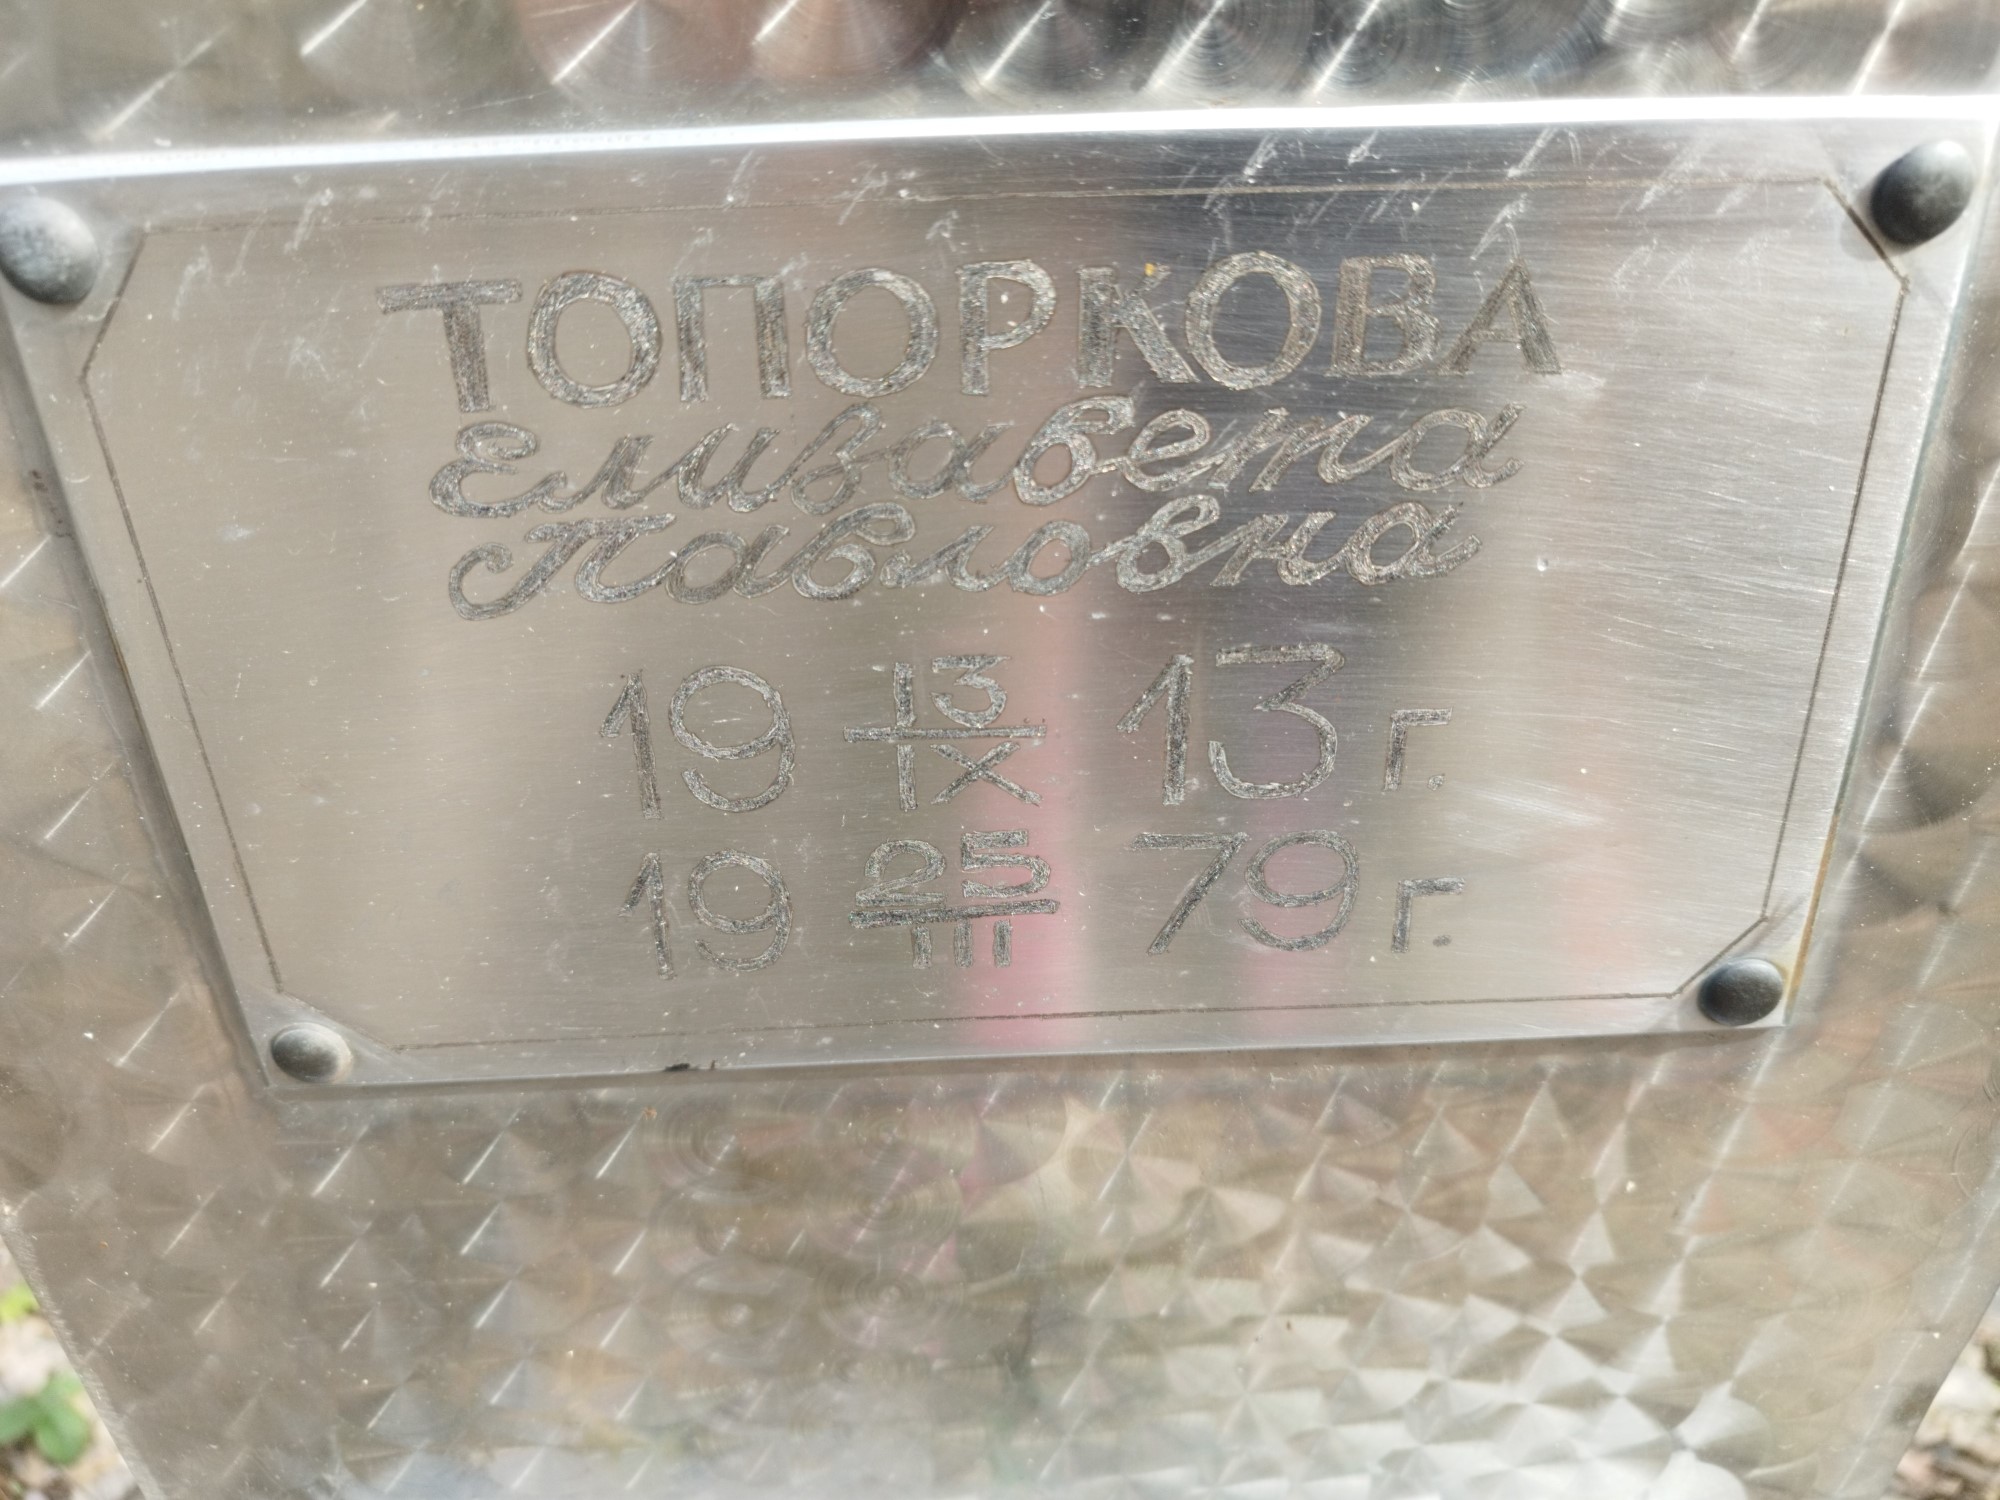 ТОПОРКОВА
Елизавета
Павловна
19 13/IX 13 г.
19 25/III 79 г.